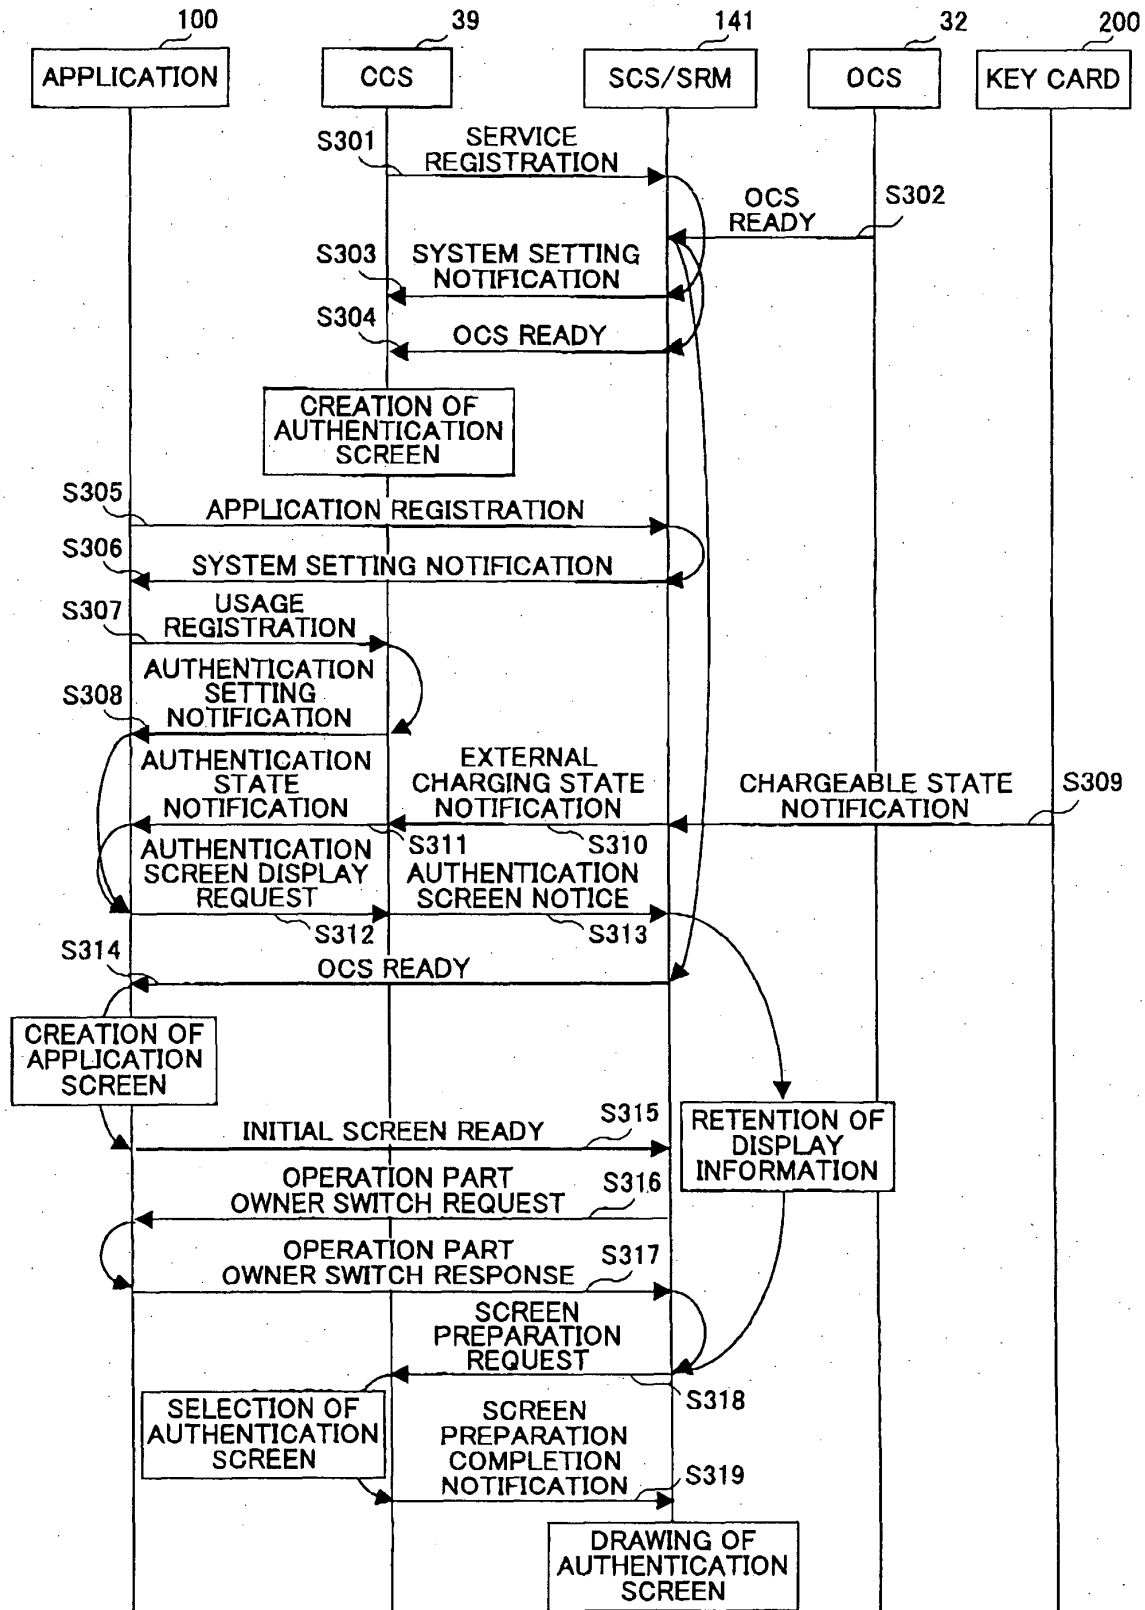 100
39
141
32
200
APPLICATION
CCS
SCS/SRM
OCS
KEY CARD
S301
SERVICE
REGISTRATION
OCS
READY
S302
S303
SYSTEM SETTING
NOTIFICATION
S304
OCS READY
CREATION OF
AUTHENTICATION
SCREEN
S305
APPLICATION REGISTRATION
S306
SYSTEM SETTING NOTIFICATION
S307
USAGE
REGISTRATION
S308
AUTHENTICATION
SETTING
NOTIFICATION
AUTHENTICATION
STATE
NOTIFICATION
EXTERNAL
CHARGING STATE
NOTIFICATION
CHARGEABLE STATE
NOTIFICATION
S309
S311
S310
AUTHENTICATION
SCREEN DISPLAY
REQUEST
AUTHENTICATION
SCREEN NOTICE
S312
S313
S314
OCS READY
CREATION OF
APPLICATION
SCREEN
INITIAL SCREEN READY
S315
RETENTION OF
DISPLAY
INFORMATION
OPERATION PART
OWNER SWITCH REQUEST
S316
OPERATION PART
OWNER SWITCH RESPONSE
S317
SCREEN
PREPARATION
REQUEST
S318
SELECTION OF
AUTHENTICATION
SCREEN
SCREEN
PREPARATION
COMPLETION
NOTIFICATION
S319
DRAWING OF
AUTHENTICATION
SCREEN